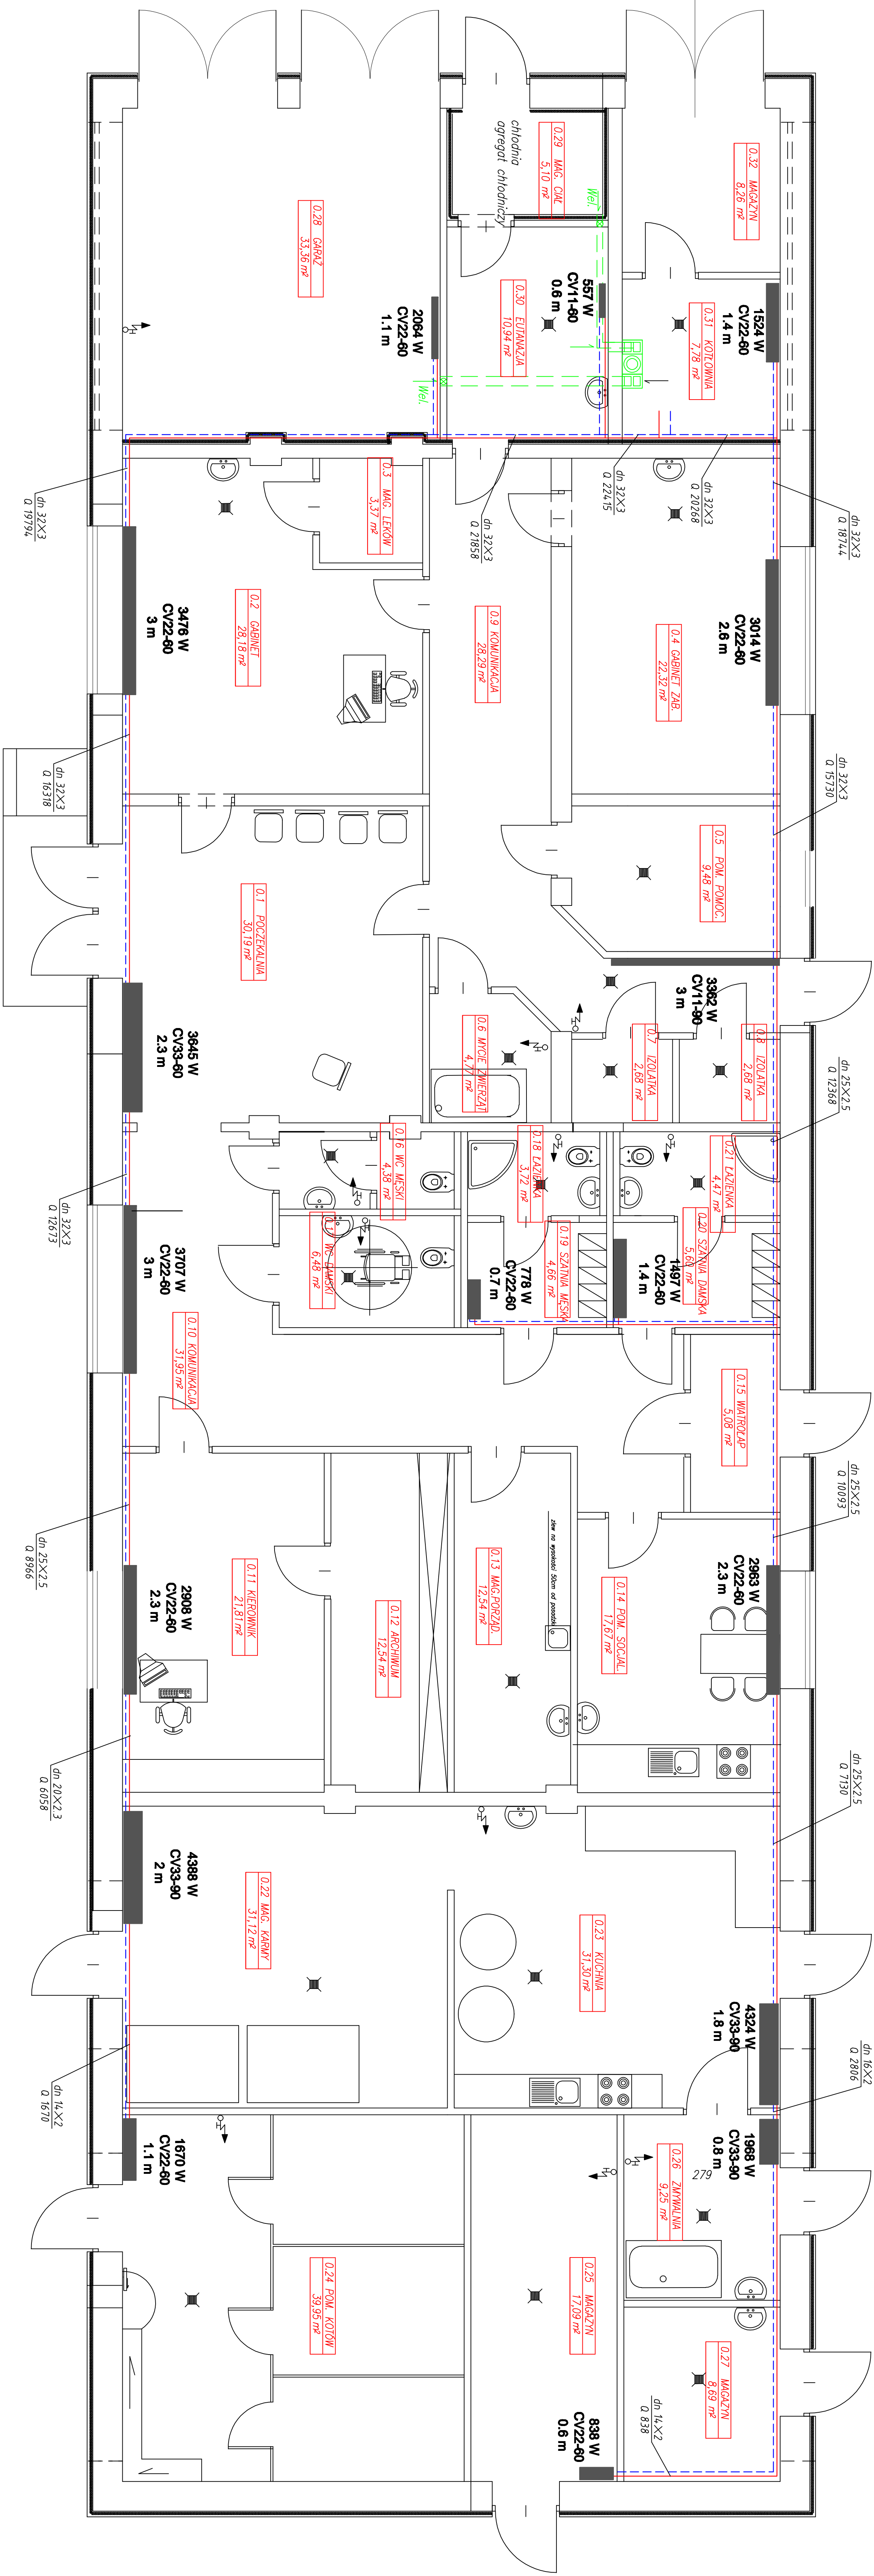 0.32 MAGAZYN
8,26 m²
0.29 MAG. CIAŁ
5,10 m²
chłodnia
agregat chłodniczy
0.28 GARAŻ
33,36 m²
Wel.
1524 W
CV22-60
1.4 m
0.31 KOTŁOWNIA
7,78 m²
557 W
CV11-60
0.6 m
0.30 EUTANAZJA
10,94 m²
2064 W
CV22-60
1.1 m
Wel.
dn 32X3
Q 18744
dn 32X3
Q 20268
dn 32X3
Q 22415
dn 32X3
Q 21858
0.3 MAG. LEKÓW
3,37 m²
dn 32X3
Q 19794
3014 W
CV22-60
2.6 m
0.4 GABINET ZAB.
22,32 m²
0.9 KOMUNIKACJA
28,29 m²
0.2 GABINET
28,18 m²
3476 W
CV22-60
3 m
dn 32X3
Q 15730
dn 32X3
Q 16318
0.5 POM. POMOC.
9,48 m²
0.1 POCZEKALNIA
30,19 m²
3362 W
CV11-90
3 m
0.8 IZOLATKA
2,68 m²
0.7 IZOLATKA
2,68 m²
0.6 MYCIE ZWIERZĄT
4,77 m²
3645 W
CV33-60
2.3 m
dn 25X2.5
Q 12368
0.21 ŁAZIENKA
4,47 m²
0.18 ŁAZIENKA
3,72 m²
0.16 WC MĘSKI
4,38 m²
0.17 WC DAMSKI
6,48 m²
dn 32X3
Q 12673
0.20 SZATNIA DAMSKA
5,60 m²
1497 W
CV22-60
1.4 m
0.19 SZATNIA MĘSKA
4,66 m²
778 W
CV22-60
0.7 m
3707 W
CV22-60
3 m
0.10 KOMUNIKACJA
31,95 m²
0.15 WIATROŁAP
5,08 m²
dn 25X2.5
Q 10093
dn 25X2.5
Q 8966
2963 W
CV22-60
2.3 m
0.14 POM. SOCJAL.
17,67 m²
zlew na wysokości 50cm od posadzki
0.13 MAG.PORZĄD.
12,54 m²
0.12 ARCHIWUM
12,54 m²
0.11 KIEROWNIK
21,81 m²
2908 W
CV22-60
2.3 m
dn 25X2.5
Q 7130
dn 20X2.3
Q 6058
4388 W
CV33-90
2 m
0.22 MAG. KARMY
31,12 m²
0.23 KUCHNIA
31,30 m²
4324 W
CV33-90
1.8 m
dn 16X2
Q 2806
dn 14X2
Q 1670
1968 W
CV33-90
0.8 m
279
0.26 ZMYWALNIA
9,25 m²
1670 W
CV22-60
1.1 m
0.25 MAGAZYN
17,09 m²
0.24 POM. KOTÓW
39,95 m²
0.27 MAGAZYN
8,69 m²
dn 14X2
Q 838
838 W
CV22-60
0.6 m